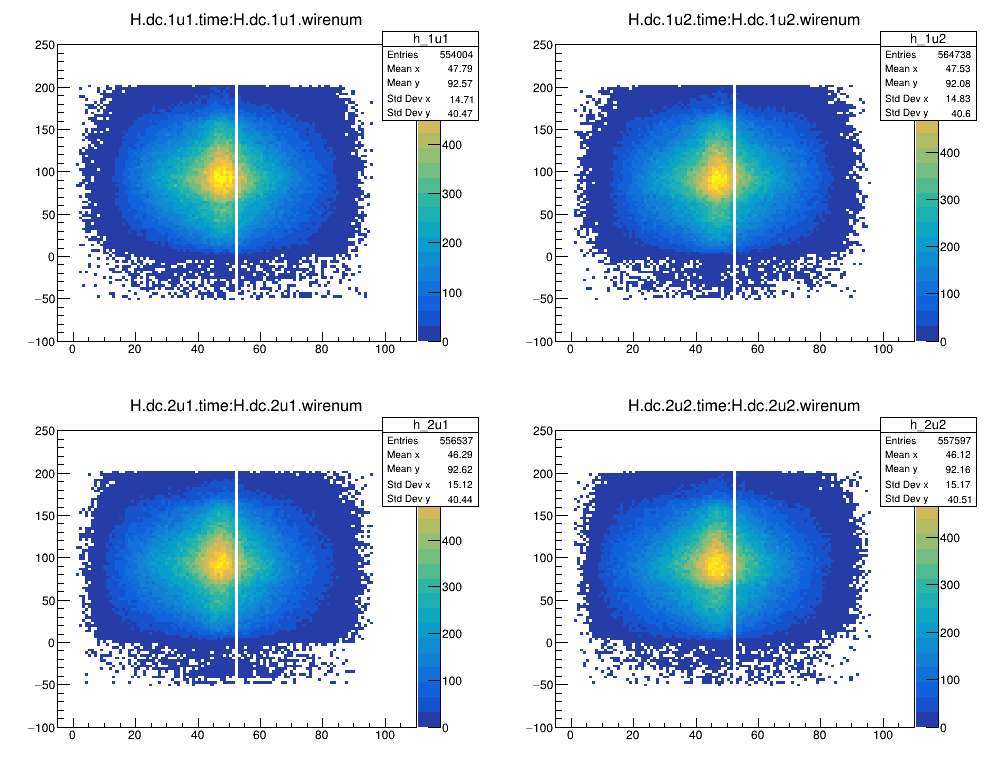 H.dc.1u1.time:H.dc.1u1.wirenum
h_1u1
Entries 554004
Mean x 47.79
Mean y 92.57
Std Dev x 14.71
Std Dev y 40.47
250
200
150
100
50
0
−50
−100
0 20 40 60 80 100
400
300
200
100
0
H.dc.1u2.time:H.dc.1u2.wirenum
h_1u2
Entries 564738
Mean x 47.53
Mean y 92.08
Std Dev x 14.83
Std Dev y 40.6
250
200
150
100
50
0
−50
−100
0 20 40 60 80 100
400
300
200
100
0
H.dc.2u1.time:H.dc.2u1.wirenum
h_2u1
Entries 556537
Mean x 46.29
Mean y 92.62
Std Dev x 15.12
Std Dev y 40.44
250
200
150
100
50
0
−50
−100
0 20 40 60 80 100
400
300
200
100
0
H.dc.2u2.time:H.dc.2u2.wirenum
h_2u2
Entries 557597
Mean x 46.12
Mean y 92.16
Std Dev x 15.17
Std Dev y 40.51
250
200
150
100
50
0
−50
−100
0 20 40 60 80 100
400
300
200
100
0